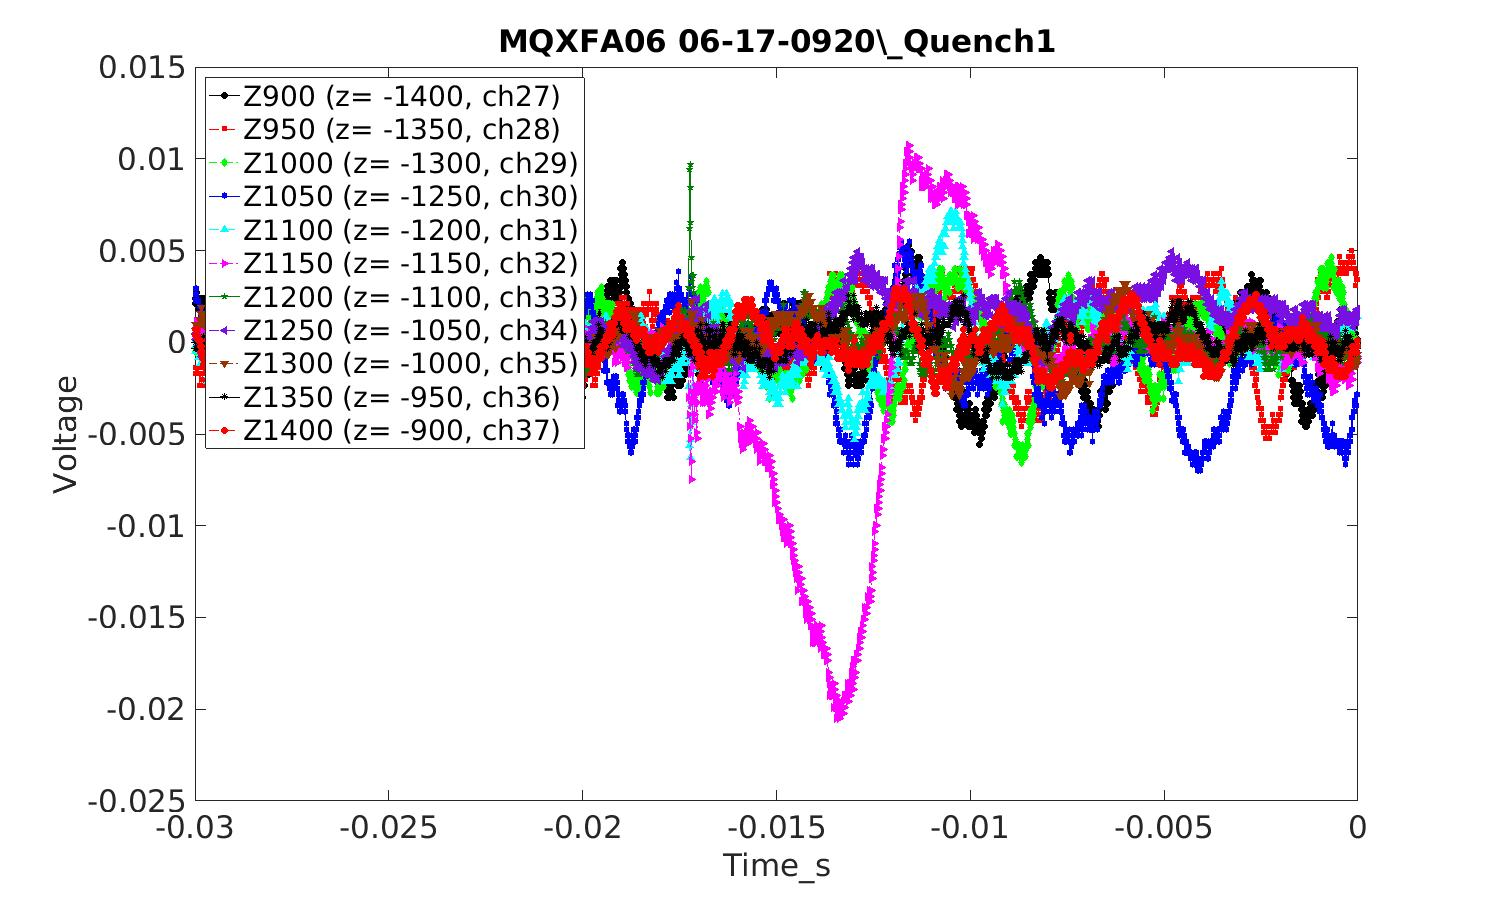 MQXFA06 06-17-0920\_Quench1
0.015
0.01
0.005
0
-0.005
-0.01
-0.015
-0.02
-0.025
Voltage
Z900 (z= -1400, ch27)
Z950 (z= -1350, ch28)
Z1000 (z= -1300, ch29)
Z1050 (z= -1250, ch30)
Z1100 (z= -1200, ch31)
Z1150 (z= -1150, ch32)
Z1200 (z= -1100, ch33)
Z1250 (z= -1050, ch34)
Z1300 (z= -1000, ch35)
Z1350 (z= -950, ch36)
Z1400 (z= -900, ch37)
-0.03 -0.025 -0.02 -0.015 -0.01 -0.005 0
Time_s